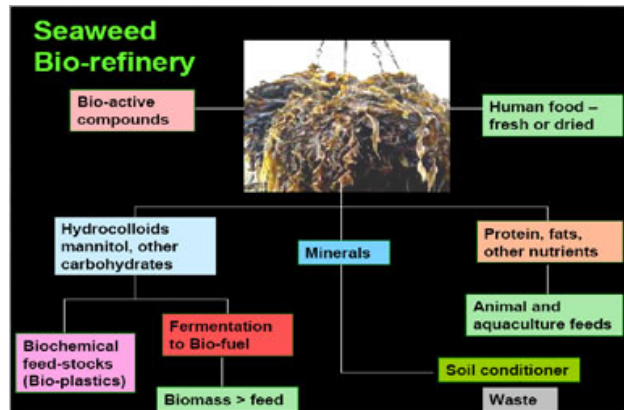 Seaweed
Bio-refinery
Bio-active
compounds
Human food –
fresh or dried
Hydrocolloids
mannitol, other
carbohydrates
Minerals
Protein, fats,
other nutrients
Biochemical
feed-stocks
(Bio-plastics)
Fermentation
to Bio-fuel
Animal and
aquaculture feeds
Biomass > feed
Soil conditioner
Waste